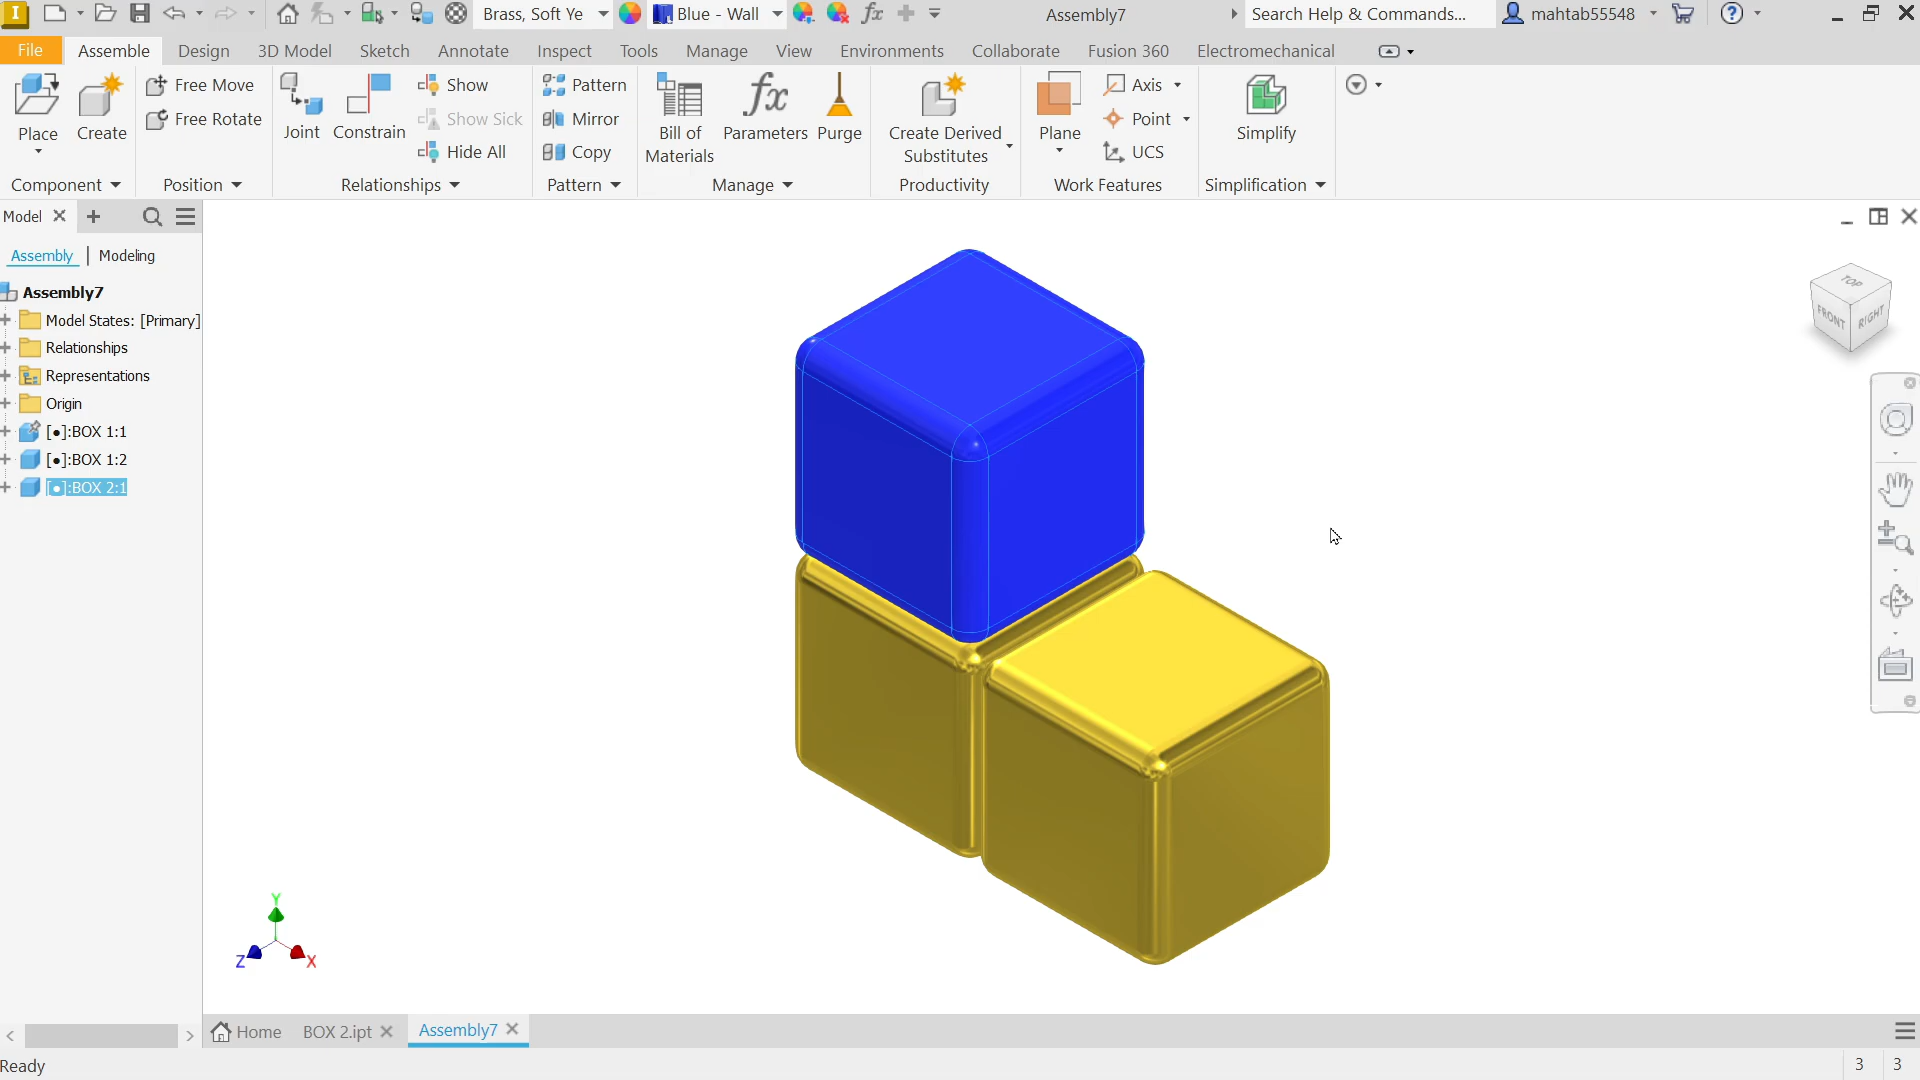 I Brass, Soft Ye Blue - Wall fx Assembly7 Search Help & Commands... mahtab55548 ?
File Assemble Design 3D Model Sketch Annotate Inspect Tools Manage View Environments Collaborate Fusion 360 Electromechanical
Place
Create
Component
Free Move
Free Rotate
Position
Joint
Constrain
Show
Show Sick
Hide All
Relationships
Pattern
Mirror
Copy
Pattern
Bill of
Materials
fx
Parameters
Purge
Manage
Create Derived
Substitutes
Productivity
Plane
Axis
Point
UCS
Work Features
Simplify
Simplification
Model
Assembly | Modeling
Assembly7
Model States: [Primary]
Relationships
Representations
Origin
[●]:BOX 1:1
[●]:BOX 1:2
[●]:BOX 2:1
TOP
FRONT RIGHT
Y
Z X
Home BOX 2.ipt Assembly7
Ready 3 3